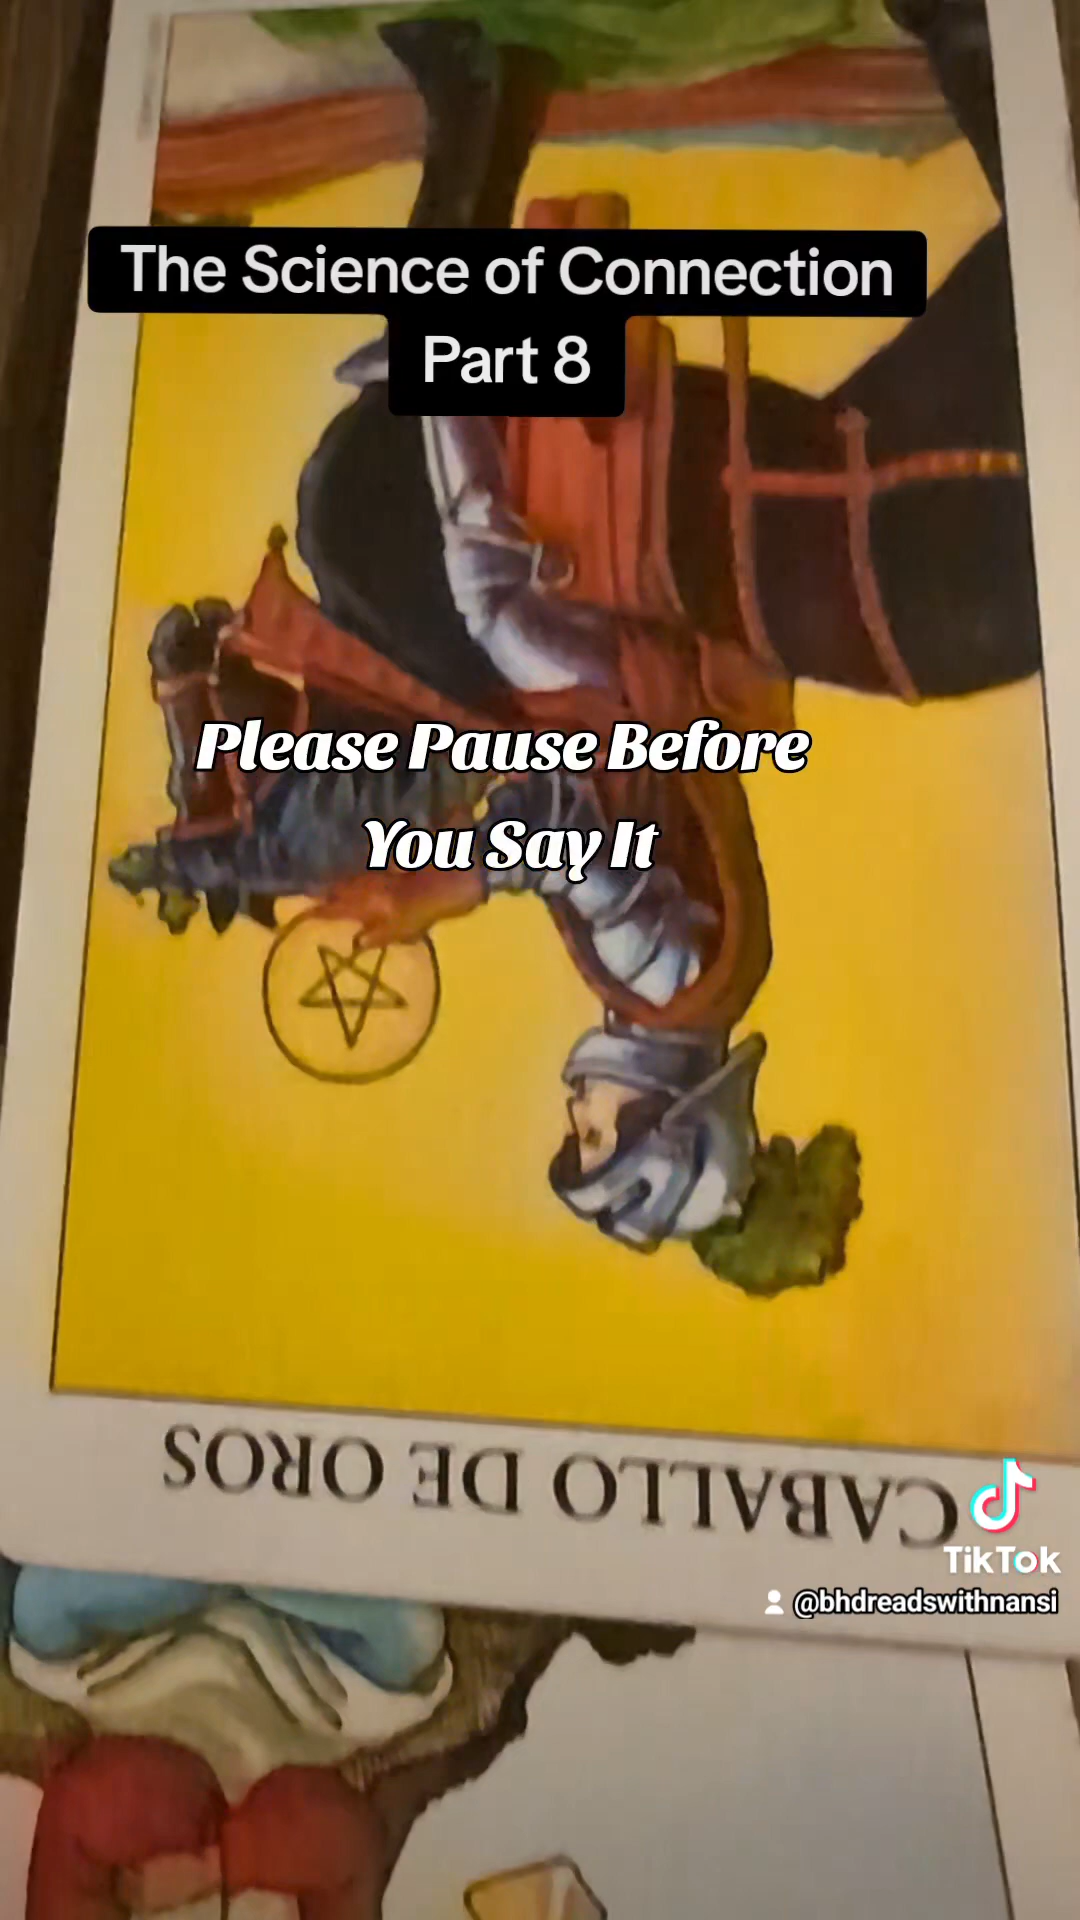 The Science of Connection
Part 8
Please Pause Before
You Say It
CABALLO DE OROS
TikTok
@bhdreadswithnansi